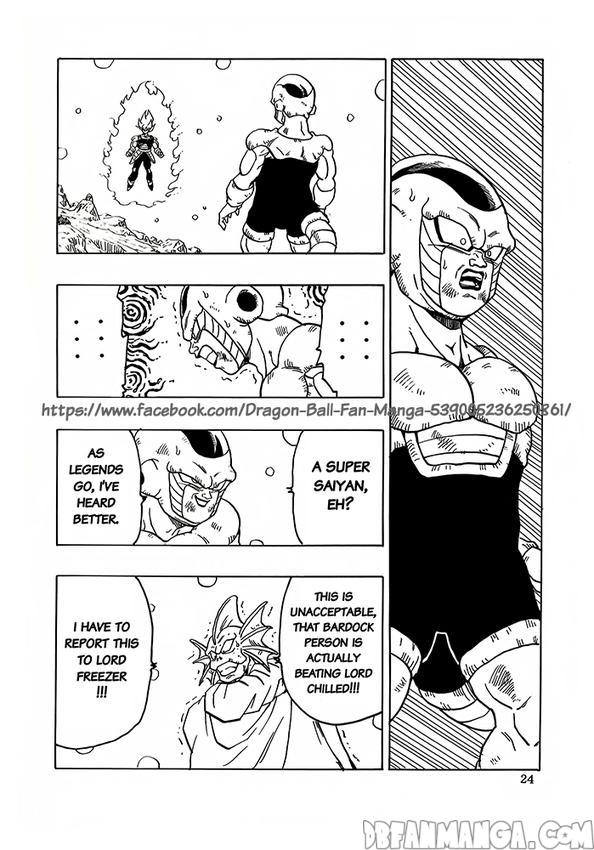 . .
. .
. .
. .
. .
. .
https://www.facebook.com/Dragon-Ball-Fan-Manga-539065236250361/
A SUPER
SAIYAN,
EH?
AS
LEGENDS
GO, I'VE
HEARD
BETTER.
THIS IS
UNACCEPTABLE,
THAT BARDOCK
PERSON IS
ACTUALLY
BEATING LORD
CHILLED!!!
I HAVE TO
REPORT THIS
TO LORD
FREEZER
!!!
24
DBFANMANGA.COM